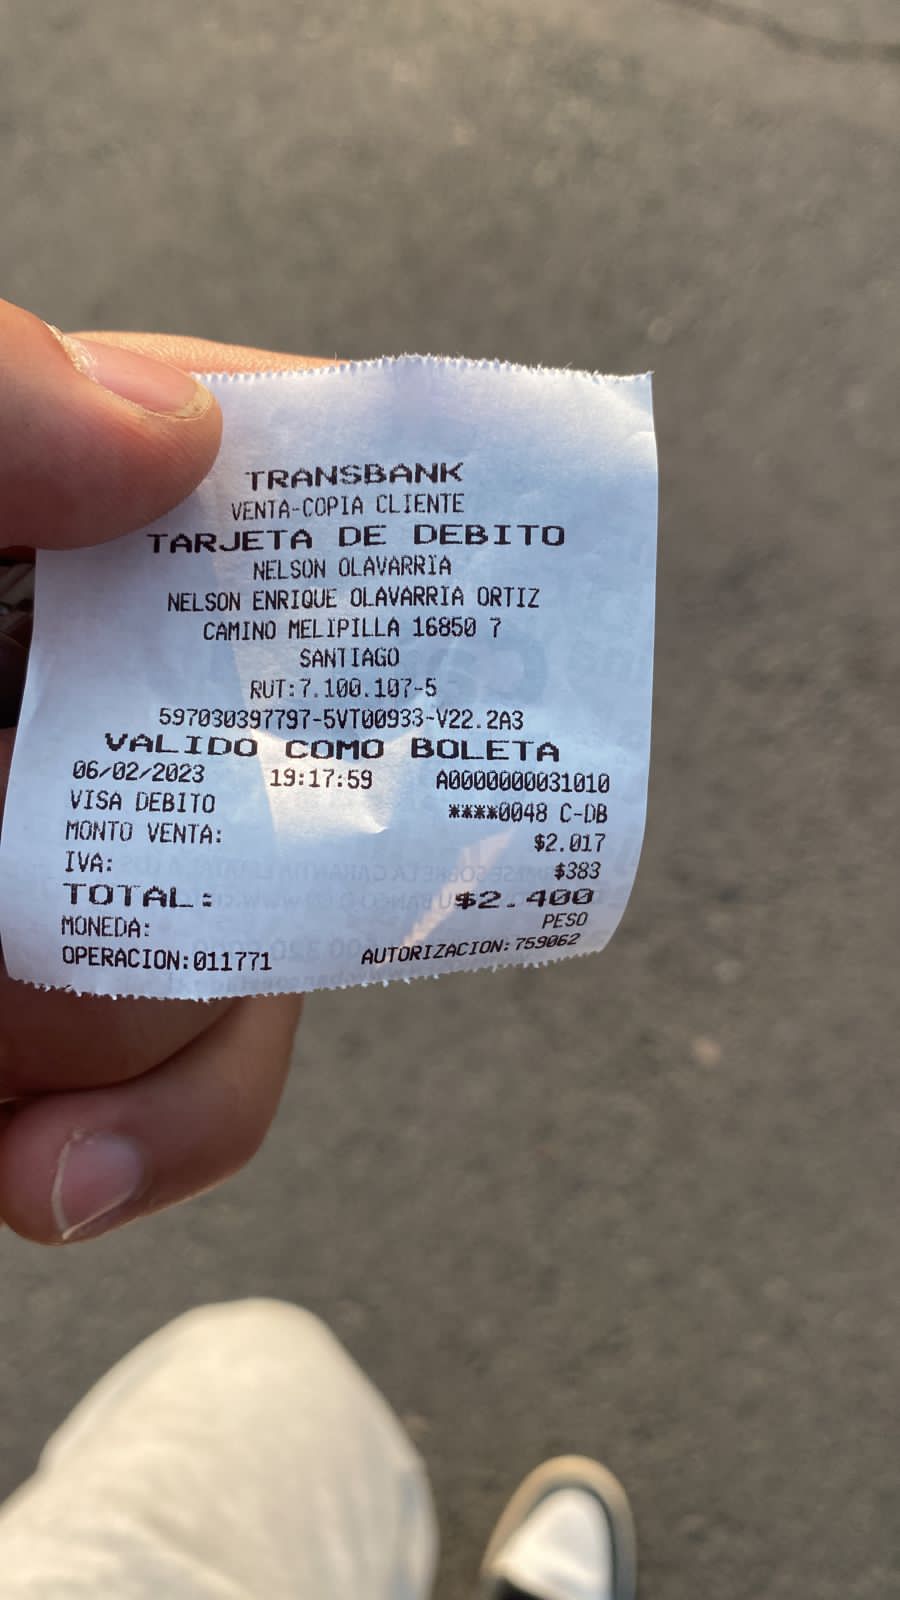 TRANSBANK
VENTA-COPIA CLIENTE
TARJETA DE DEBITO
NELSON OLAVARRIA
NELSON ENRIQUE OLAVARRIA ORTIZ
CAMINO MELIPILLA 16850 7
SANTIAGO
RUT:7.100.107-5
597030397797-5VT00933-V22.2A3
VALIDO COMO BOLETA
06/02/2023 19:17:59 A0000000031010
VISA DEBITO ****0048 C-DB
MONTO VENTA: $2.017
IVA: $383
TOTAL: $2.400
MONEDA: PESO
OPERACION:011771 AUTORIZACION:759062